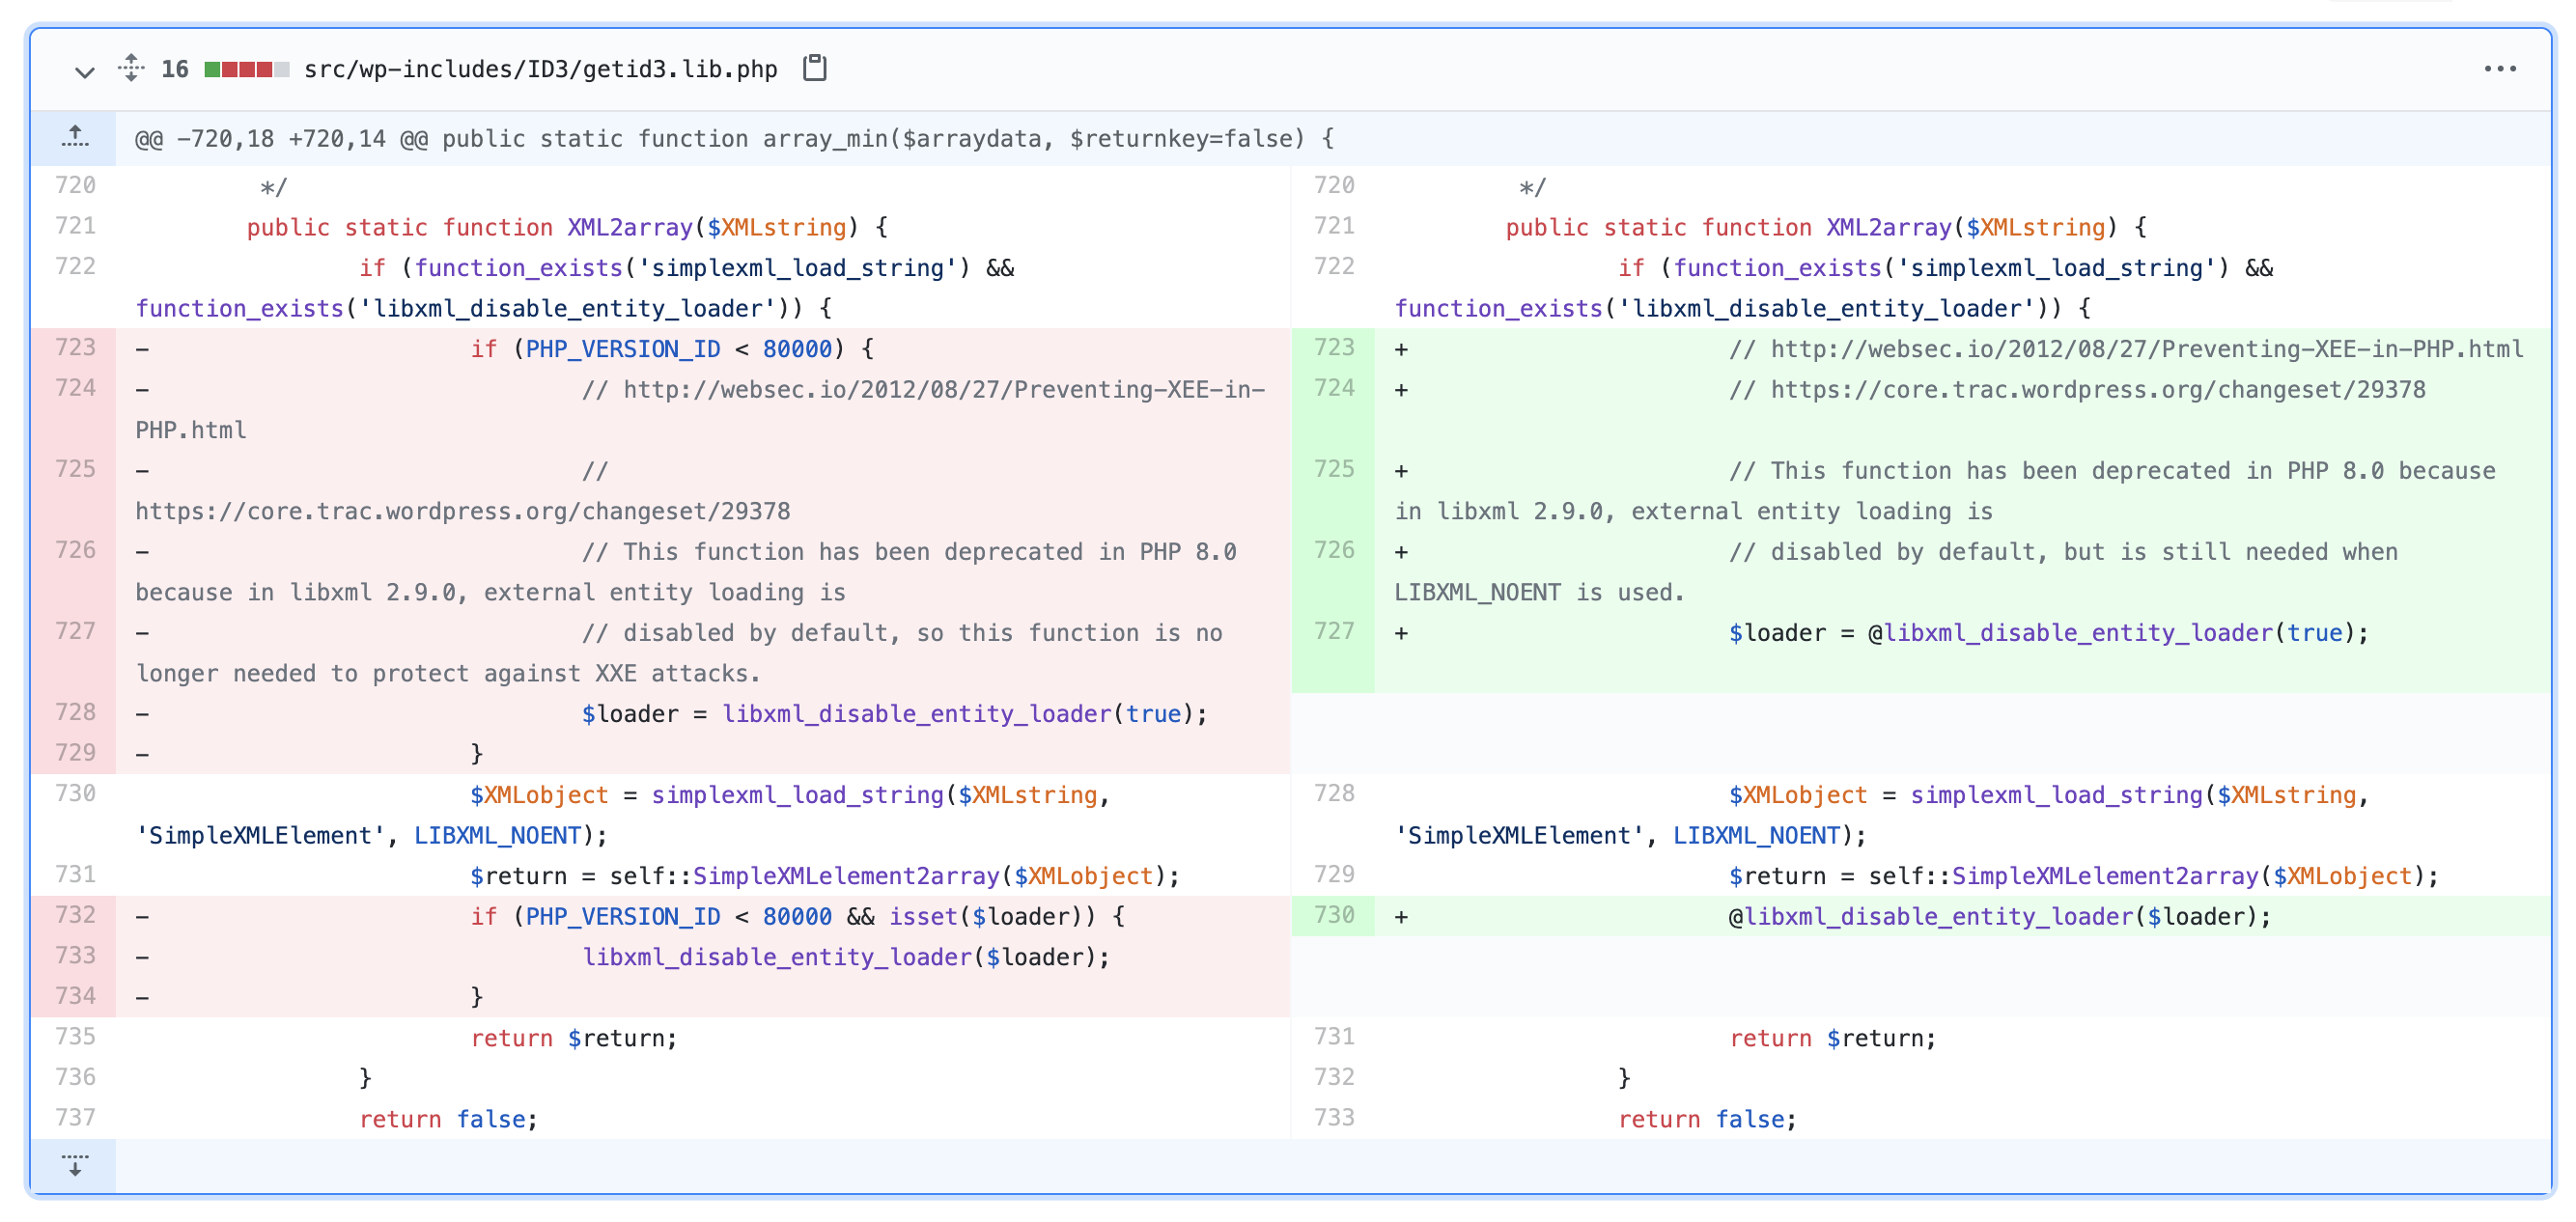 16 src/wp-includes/ID3/getid3.lib.php
@@ -720,18 +720,14 @@ public static function array_min($arraydata, $returnkey=false) {
720 */
721 public static function XML2array($XMLstring) {
722 if (function_exists('simplexml_load_string') &&
function_exists('libxml_disable_entity_loader')) {
723 - if (PHP_VERSION_ID < 80000) {
724 - // http://websec.io/2012/08/27/Preventing-XEE-in-
PHP.html
725 - //
https://core.trac.wordpress.org/changeset/29378
726 - // This function has been deprecated in PHP 8.0
because in libxml 2.9.0, external entity loading is
727 - // disabled by default, so this function is no
longer needed to protect against XXE attacks.
728 - $loader = libxml_disable_entity_loader(true);
729 - }
730 $XMLobject = simplexml_load_string($XMLstring,
'SimpleXMLElement', LIBXML_NOENT);
731 $return = self::SimpleXMLelement2array($XMLobject);
732 - if (PHP_VERSION_ID < 80000 && isset($loader)) {
733 - libxml_disable_entity_loader($loader);
734 - }
735 return $return;
736 }
737 return false;
720 */
721 public static function XML2array($XMLstring) {
722 if (function_exists('simplexml_load_string') &&
function_exists('libxml_disable_entity_loader')) {
723 + // http://websec.io/2012/08/27/Preventing-XEE-in-PHP.html
724 + // https://core.trac.wordpress.org/changeset/29378
725 + // This function has been deprecated in PHP 8.0 because
in libxml 2.9.0, external entity loading is
726 + // disabled by default, but is still needed when
LIBXML_NOENT is used.
727 + $loader = @libxml_disable_entity_loader(true);
728 $XMLobject = simplexml_load_string($XMLstring,
'SimpleXMLElement', LIBXML_NOENT);
729 $return = self::SimpleXMLelement2array($XMLobject);
730 + @libxml_disable_entity_loader($loader);
731 return $return;
732 }
733 return false;